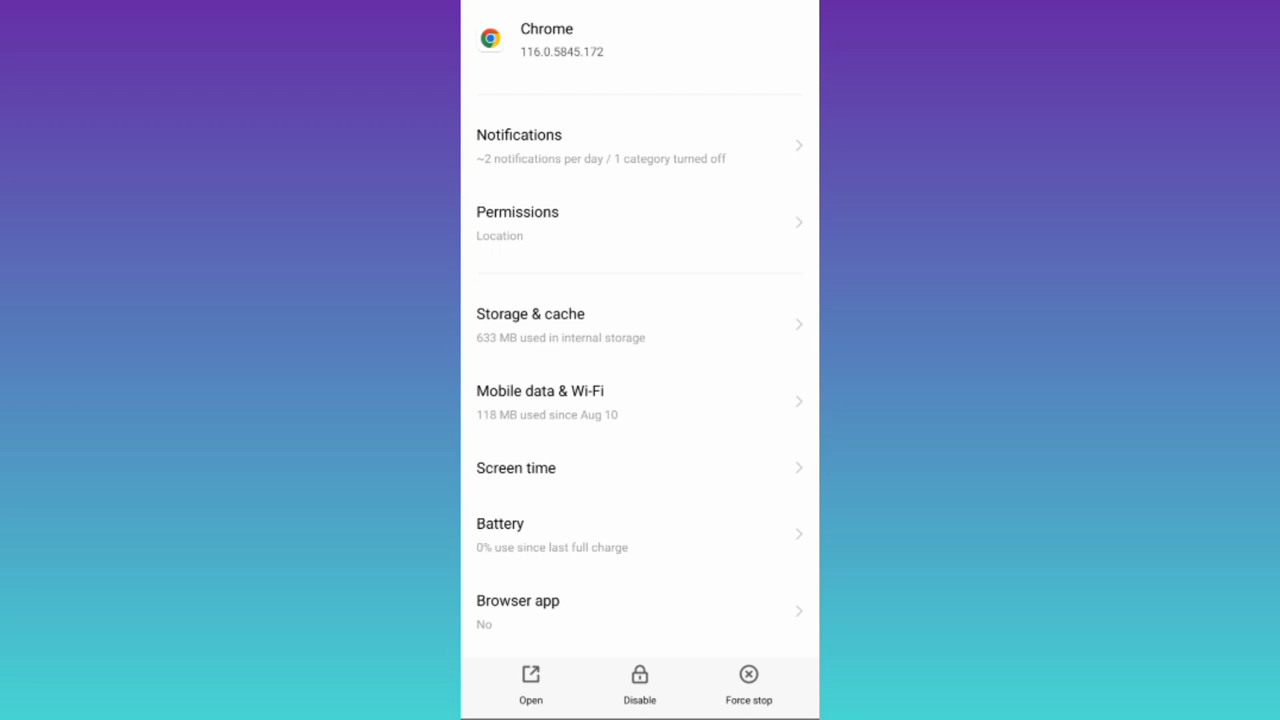 Chrome
116.0.5845.172
Notifications
~2 notifications per day / 1 category turned off
Permissions
Location
Storage & cache
633 MB used in internal storage
Mobile data & Wi-Fi
118 MB used since Aug 10
Screen time
Battery
0% use since last full charge
Browser app
No
Open
Disable
Force stop